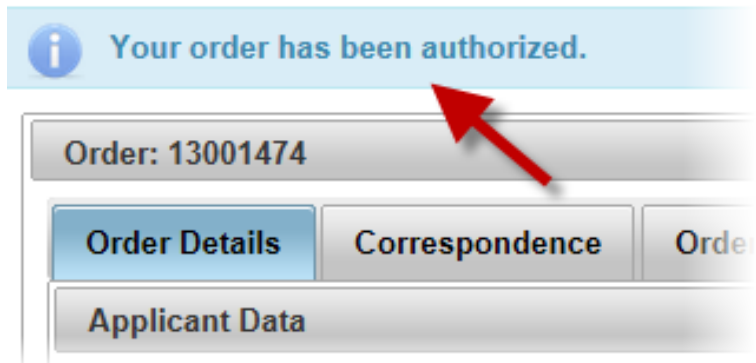 Your order has been authorized.
Order: 13001474
Order Details Correspondence
Applicant Data